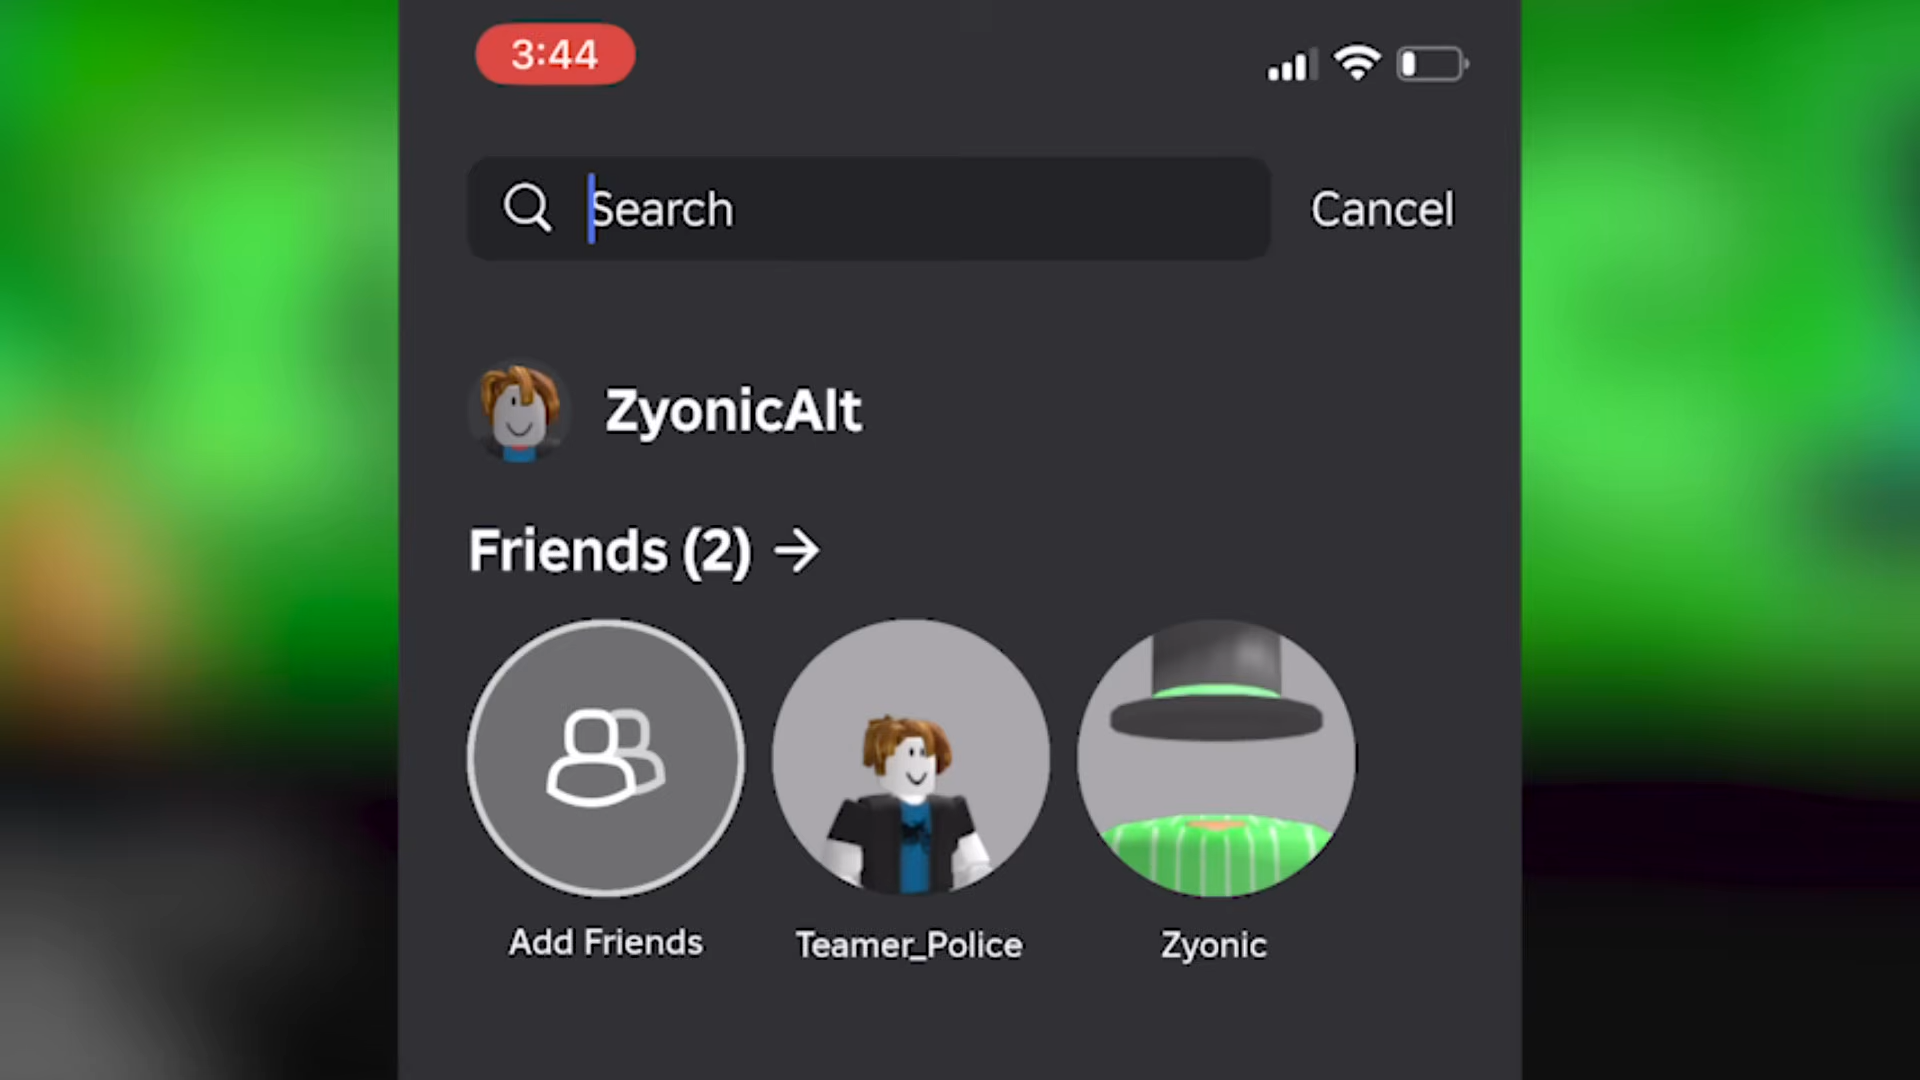 3:44
Search
Cancel
ZyonicAlt
Friends (2)
Add Friends
Teamer_Police
Zyonic